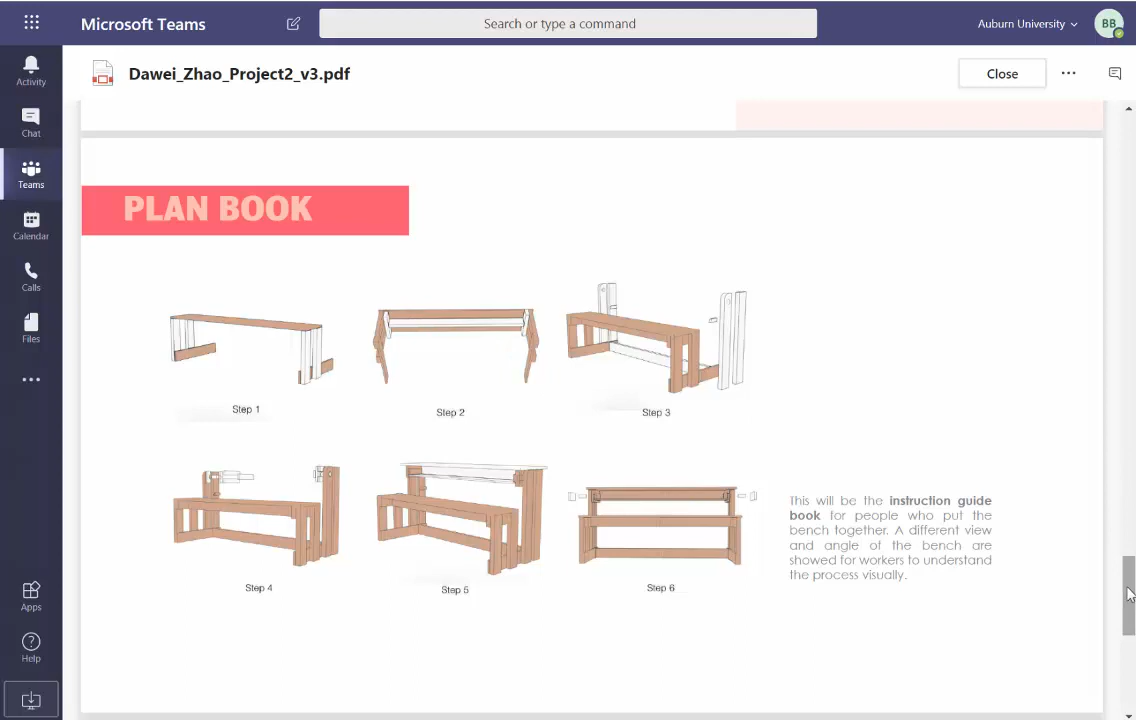 Microsoft Teams
Search or type a command
Auburn University
BB
Activity
Chat
Teams
Calendar
Calls
Files
Apps
Help
Dawei_Zhao_Project2_v3.pdf
Close
PLAN BOOK
Step 1
Step 2
Step 3
Step 4
Step 5
Step 6
This will be the instruction guide
book for people who put the
bench together. A different view
and angle of the bench are
showed for workers to understand
the process visually.